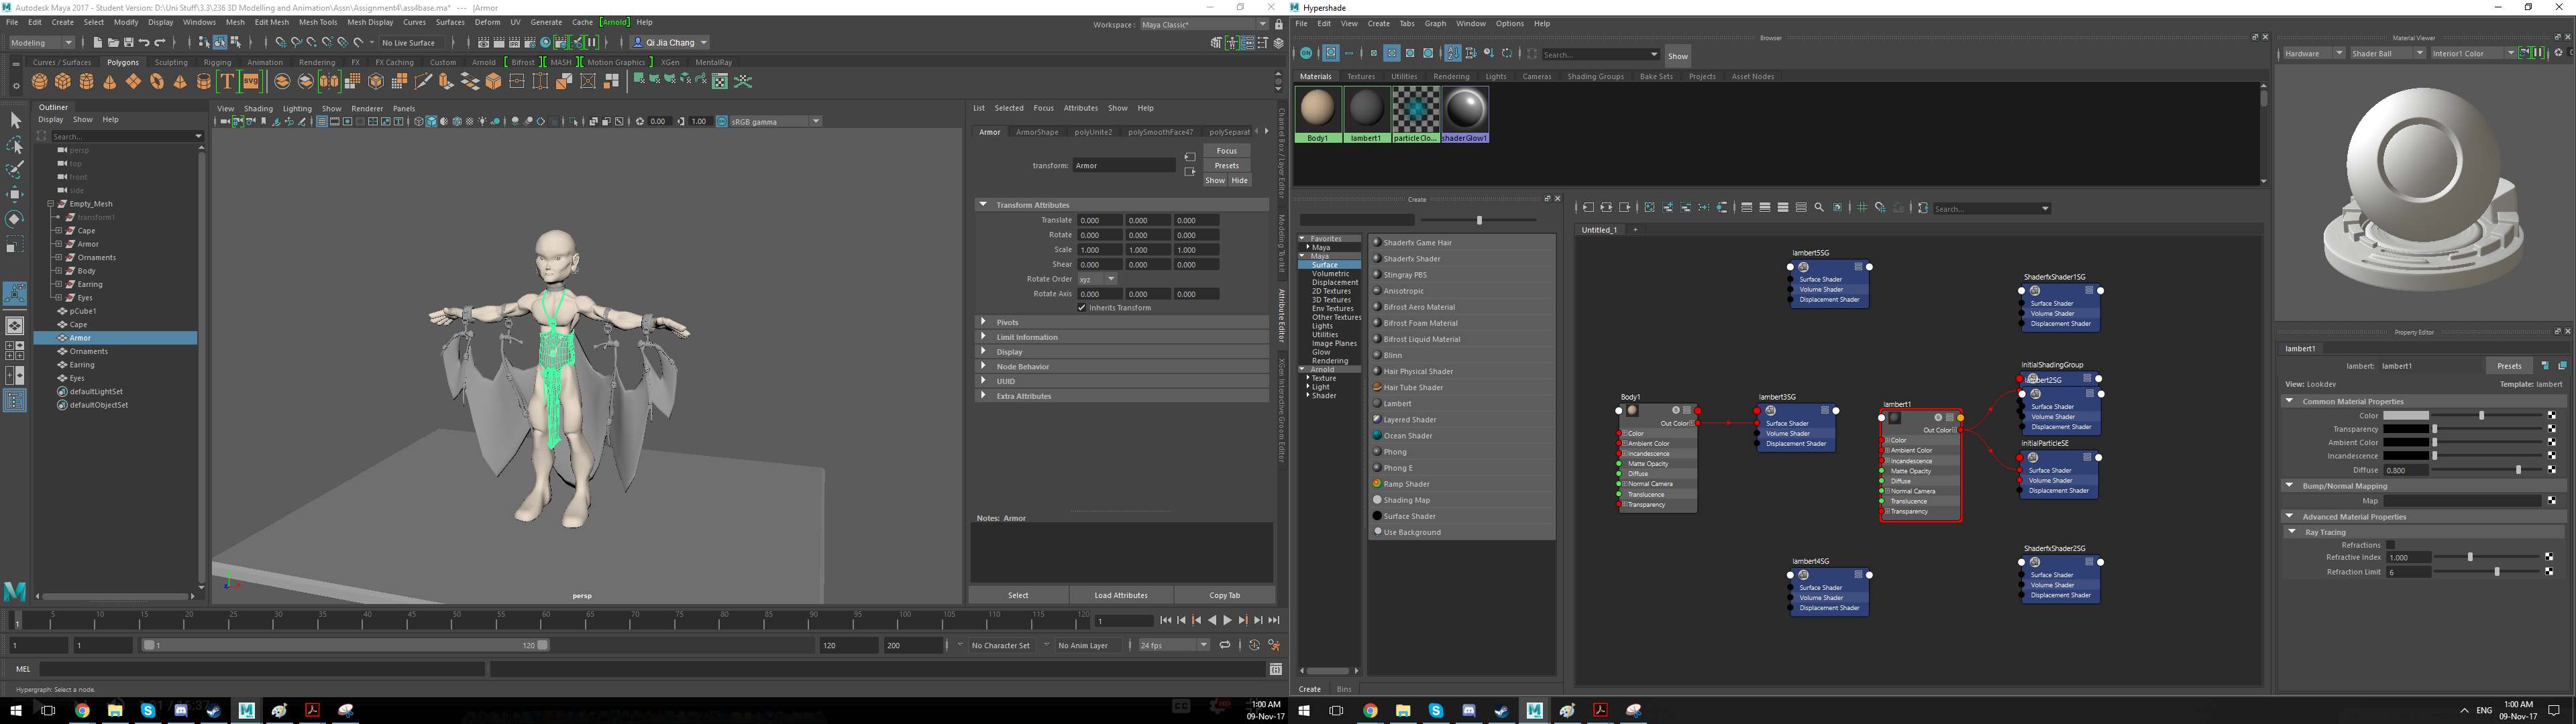 Autodesk Maya 2017 - Student Version: D:\Uni Stuff\3.3\236 3D Modelling and Animation\Assn\Assignment4\ass4base.ma* --- |Armor
File Edit Create Select Modify Display Windows Mesh Edit Mesh Mesh Tools Mesh Display Curves Surfaces Deform UV Generate Cache [Arnold] Help
Workspace : Maya Classic*
Modeling
No Live Surface
Qi Jia Chang
Curves / Surfaces Polygons Sculpting Rigging Animation Rendering FX FX Caching Custom Arnold Bifrost MASH Motion Graphics XGen MentalRay
Outliner
Display Show Help
Search...
persp
top
front
side
Empty_Mesh
transform1
Cape
Armor
Ornaments
Body
Earring
Eyes
pCube1
Cape
Armor
Ornaments
Earring
Eyes
defaultLightSet
defaultObjectSet
View Shading Lighting Show Renderer Panels
0.00 1.00 sRGB gamma
persp
List Selected Focus Attributes Show Help
Armor ArmorShape polyUnite2 polySmoothFace47 polySeparat
transform: Armor
Focus
Presets
Show Hide
Transform Attributes
Translate 0.000 0.000 0.000
Rotate 0.000 0.000 0.000
Scale 1.000 1.000 1.000
Shear 0.000 0.000 0.000
Rotate Order xyz
Rotate Axis 0.000 0.000 0.000
Inherits Transform
Pivots
Limit Information
Display
Node Behavior
UUID
Extra Attributes
Notes: Armor
Select Load Attributes Copy Tab
Channel Box / Layer Editor
Modeling Toolkit
Attribute Editor
XGen Interactive Groom Editor
5 10 15 20 25 30 35 40 45 50 55 60 65 70 75 80 85 90 95 100 105 110 115 120
1
1
1 1 1 120 120 200
No Character Set No Anim Layer 24 fps
MEL
Hypergraph: Select a node.
1:00 AM
09-Nov-17
Hypershade
File Edit View Create Tabs Graph Window Options Help
Browser
ON
Search...
Show
Materials Textures Utilities Rendering Lights Cameras Shading Groups Bake Sets Projects Asset Nodes
Body1 lambert1 particleClo... shaderGlow1
Create
Favorites
Maya
Maya
Surface
Volumetric
Displacement
2D Textures
3D Textures
Env Textures
Other Textures
Lights
Utilities
Image Planes
Glow
Rendering
Arnold
Texture
Light
Shader
Shaderfx Game Hair
Shaderfx Shader
Stingray PBS
Anisotropic
Bifrost Aero Material
Bifrost Foam Material
Bifrost Liquid Material
Blinn
Hair Physical Shader
Hair Tube Shader
Lambert
Layered Shader
Ocean Shader
Phong
Phong E
Ramp Shader
Shading Map
Surface Shader
Use Background
Create Bins
Search...
Untitled_1 +
lambert5SG
Surface Shader
Volume Shader
Displacement Shader
ShaderfxShader1SG
Surface Shader
Volume Shader
Displacement Shader
Body1
Out Color
Color
Ambient Color
Incandescence
Matte Opacity
Diffuse
Normal Camera
Translucence
Transparency
lambert3SG
Surface Shader
Volume Shader
Displacement Shader
lambert1
Out Color
Color
Ambient Color
Incandescence
Matte Opacity
Diffuse
Normal Camera
Translucence
Transparency
initialShadingGroup
Surface Shader
Volume Shader
Displacement Shader
initialParticleSE
Surface Shader
Volume Shader
Displacement Shader
lambert4SG
Surface Shader
Volume Shader
Displacement Shader
ShaderfxShader2SG
Surface Shader
Volume Shader
Displacement Shader
Material Viewer
Hardware Shader Ball Interior1 Color
Property Editor
lambert1
lambert: lambert1 Presets
View: Lookdev Template: lambert
Common Material Properties
Color
Transparency
Ambient Color
Incandescence
Diffuse 0.800
Bump/Normal Mapping
Map
Advanced Material Properties
Ray Tracing
Refractions
Refractive Index 1.000
Refraction Limit 6
ENG
1:00 AM
09-Nov-17